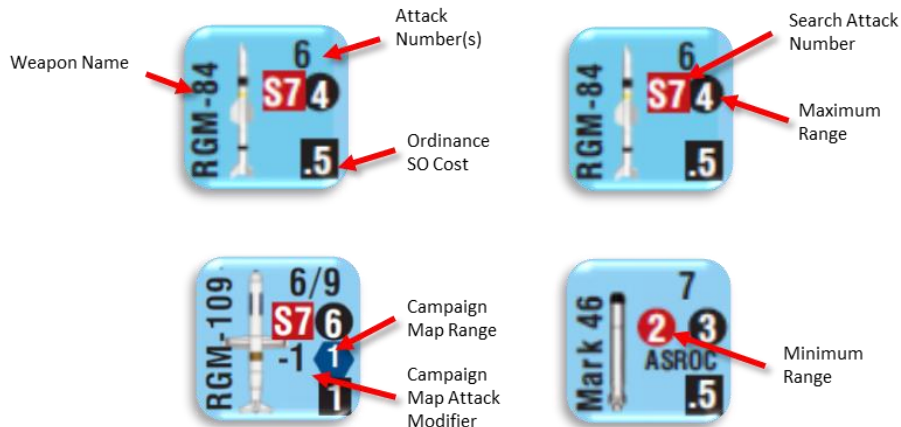 Weapon Name
RGM-84
6
S7 4
.5
Attack
Number(s)
Ordinance
SO Cost
RGM-84
6
S7 4
.5
Search Attack
Number
Maximum
Range
RGM-109
6/9
S7 6
-1 1
1
Campaign
Map Range
Campaign
Map Attack
Modifier
Mark 46
7
2 3
ASROC
.5
Minimum
Range